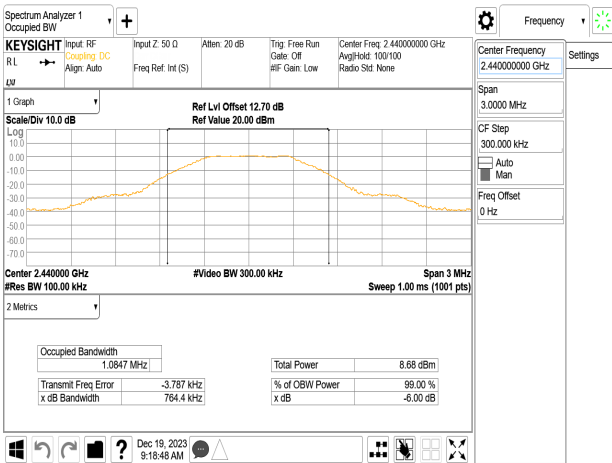 Spectrum Analyzer 1
Occupied BW
Frequency
KEYSIGHT
RL
Input: RF
Coupling: DC
Align: Auto
Input Z: 50 Ω
Freq Ref: Int (S)
Atten: 20 dB
Trig: Free Run
Gate: Off
#IF Gain: Low
Center Freq: 2.440000000 GHz
Avg|Hold: 100/100
Radio Std: None
Center Frequency
2.440000000 GHz
Settings
Span
3.0000 MHz
CF Step
300.000 kHz
Auto
Man
Freq Offset
0 Hz
1 Graph
Scale/Div 10.0 dB
Ref Lvl Offset 12.70 dB
Ref Value 20.00 dBm
Log
10.0
0.00
-10.0
-20.0
-30.0
-40.0
-50.0
-60.0
-70.0
Center 2.440000 GHz
#Res BW 100.00 kHz
#Video BW 300.00 kHz
Span 3 MHz
Sweep 1.00 ms (1001 pts)
2 Metrics
Occupied Bandwidth
1.0847 MHz
Total Power 8.68 dBm
Transmit Freq Error -3.787 kHz
% of OBW Power 99.00 %
x dB Bandwidth 764.4 kHz
x dB -6.00 dB
?
Dec 19, 2023
9:18:48 AM